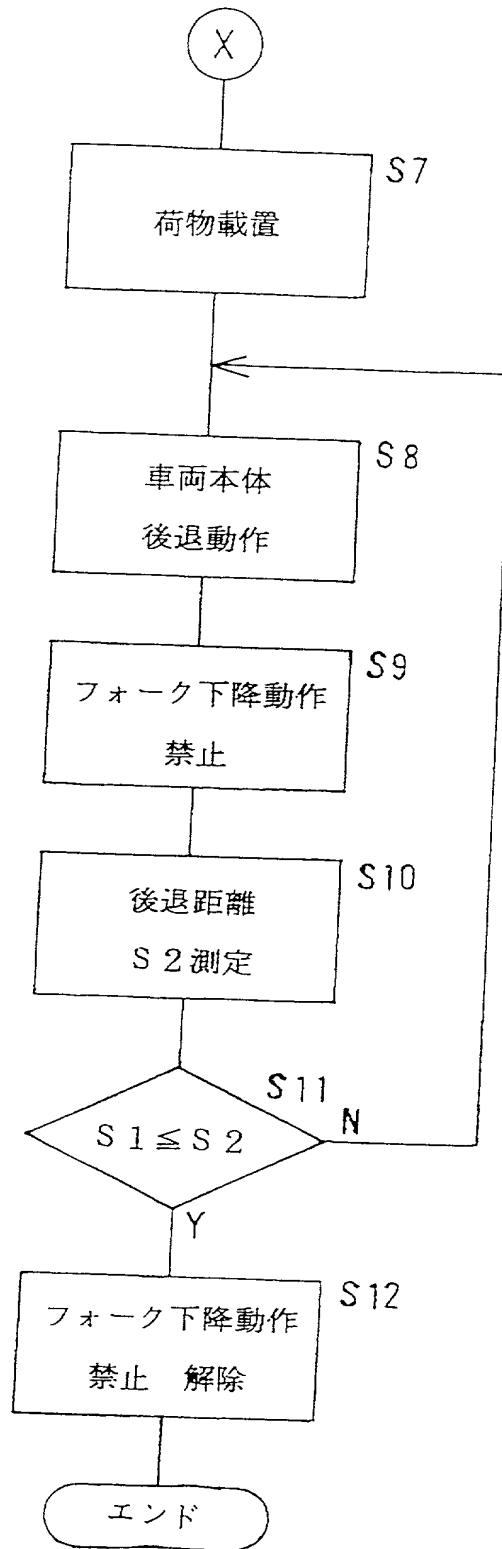 X
S7
荷物載置
S8
車両本体
後退動作
S9
フォーク下降動作
禁止
S10
後退距離
S2測定
S11
S1≦S2
N
Y
S12
フォーク下降動作
禁止 解除
エンド